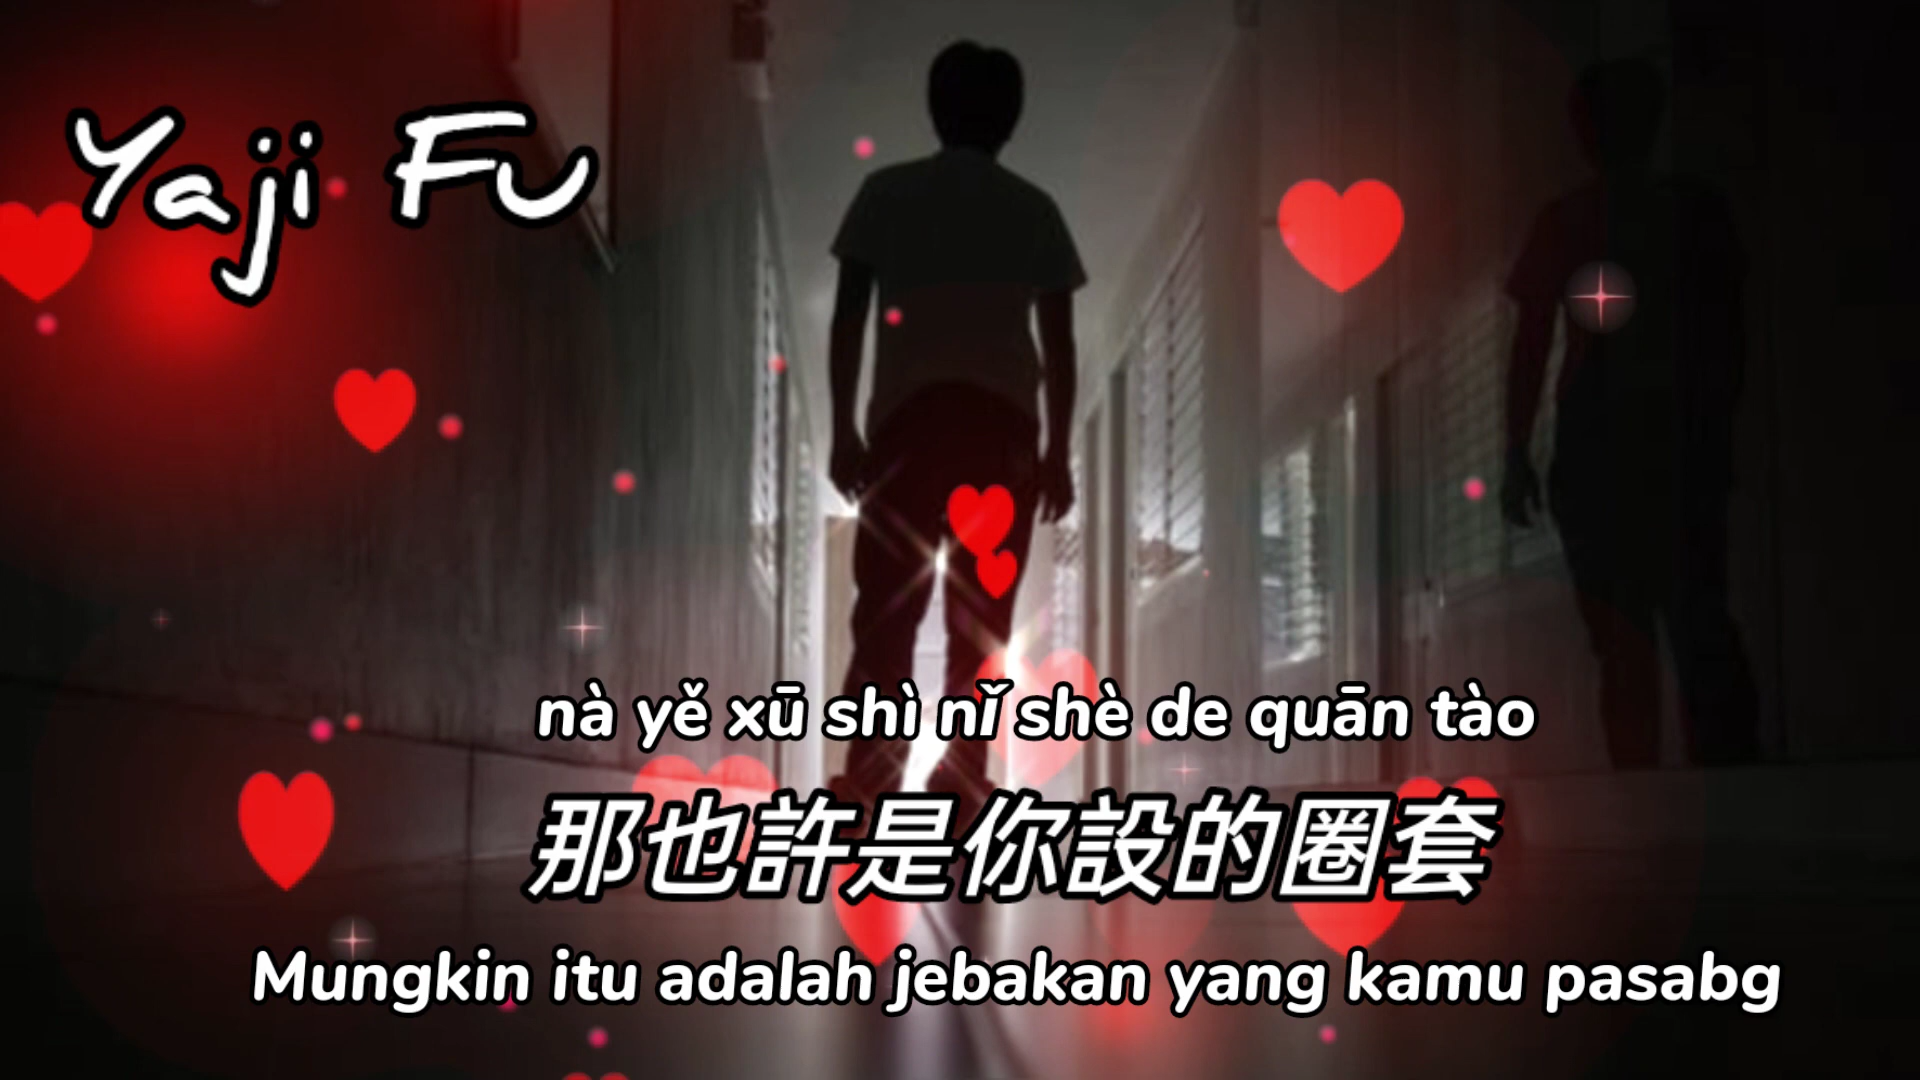 Yaji Fu
nà yě xū shì nǐ shè de quān tào
那也許是你設的圈套
Mungkin itu adalah jebakan yang kamu pasabg